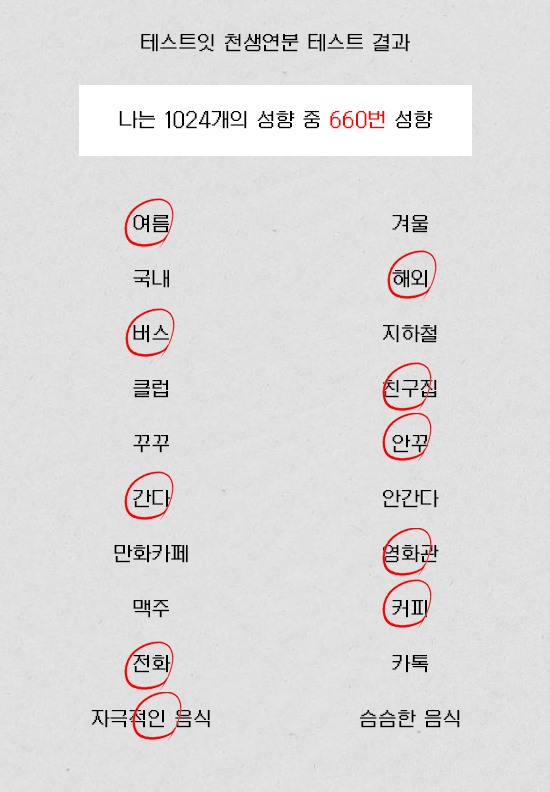 테스트잇 천생연분 테스트 결과
나는 1024개의 성향 중 660번 성향
여름 겨울
국내 해외
버스 지하철
클럽 친구집
꾸꾸 안꾸
간다 안간다
만화카페 영화관
맥주 커피
전화 카톡
자극적인 음식 슴슴한 음식